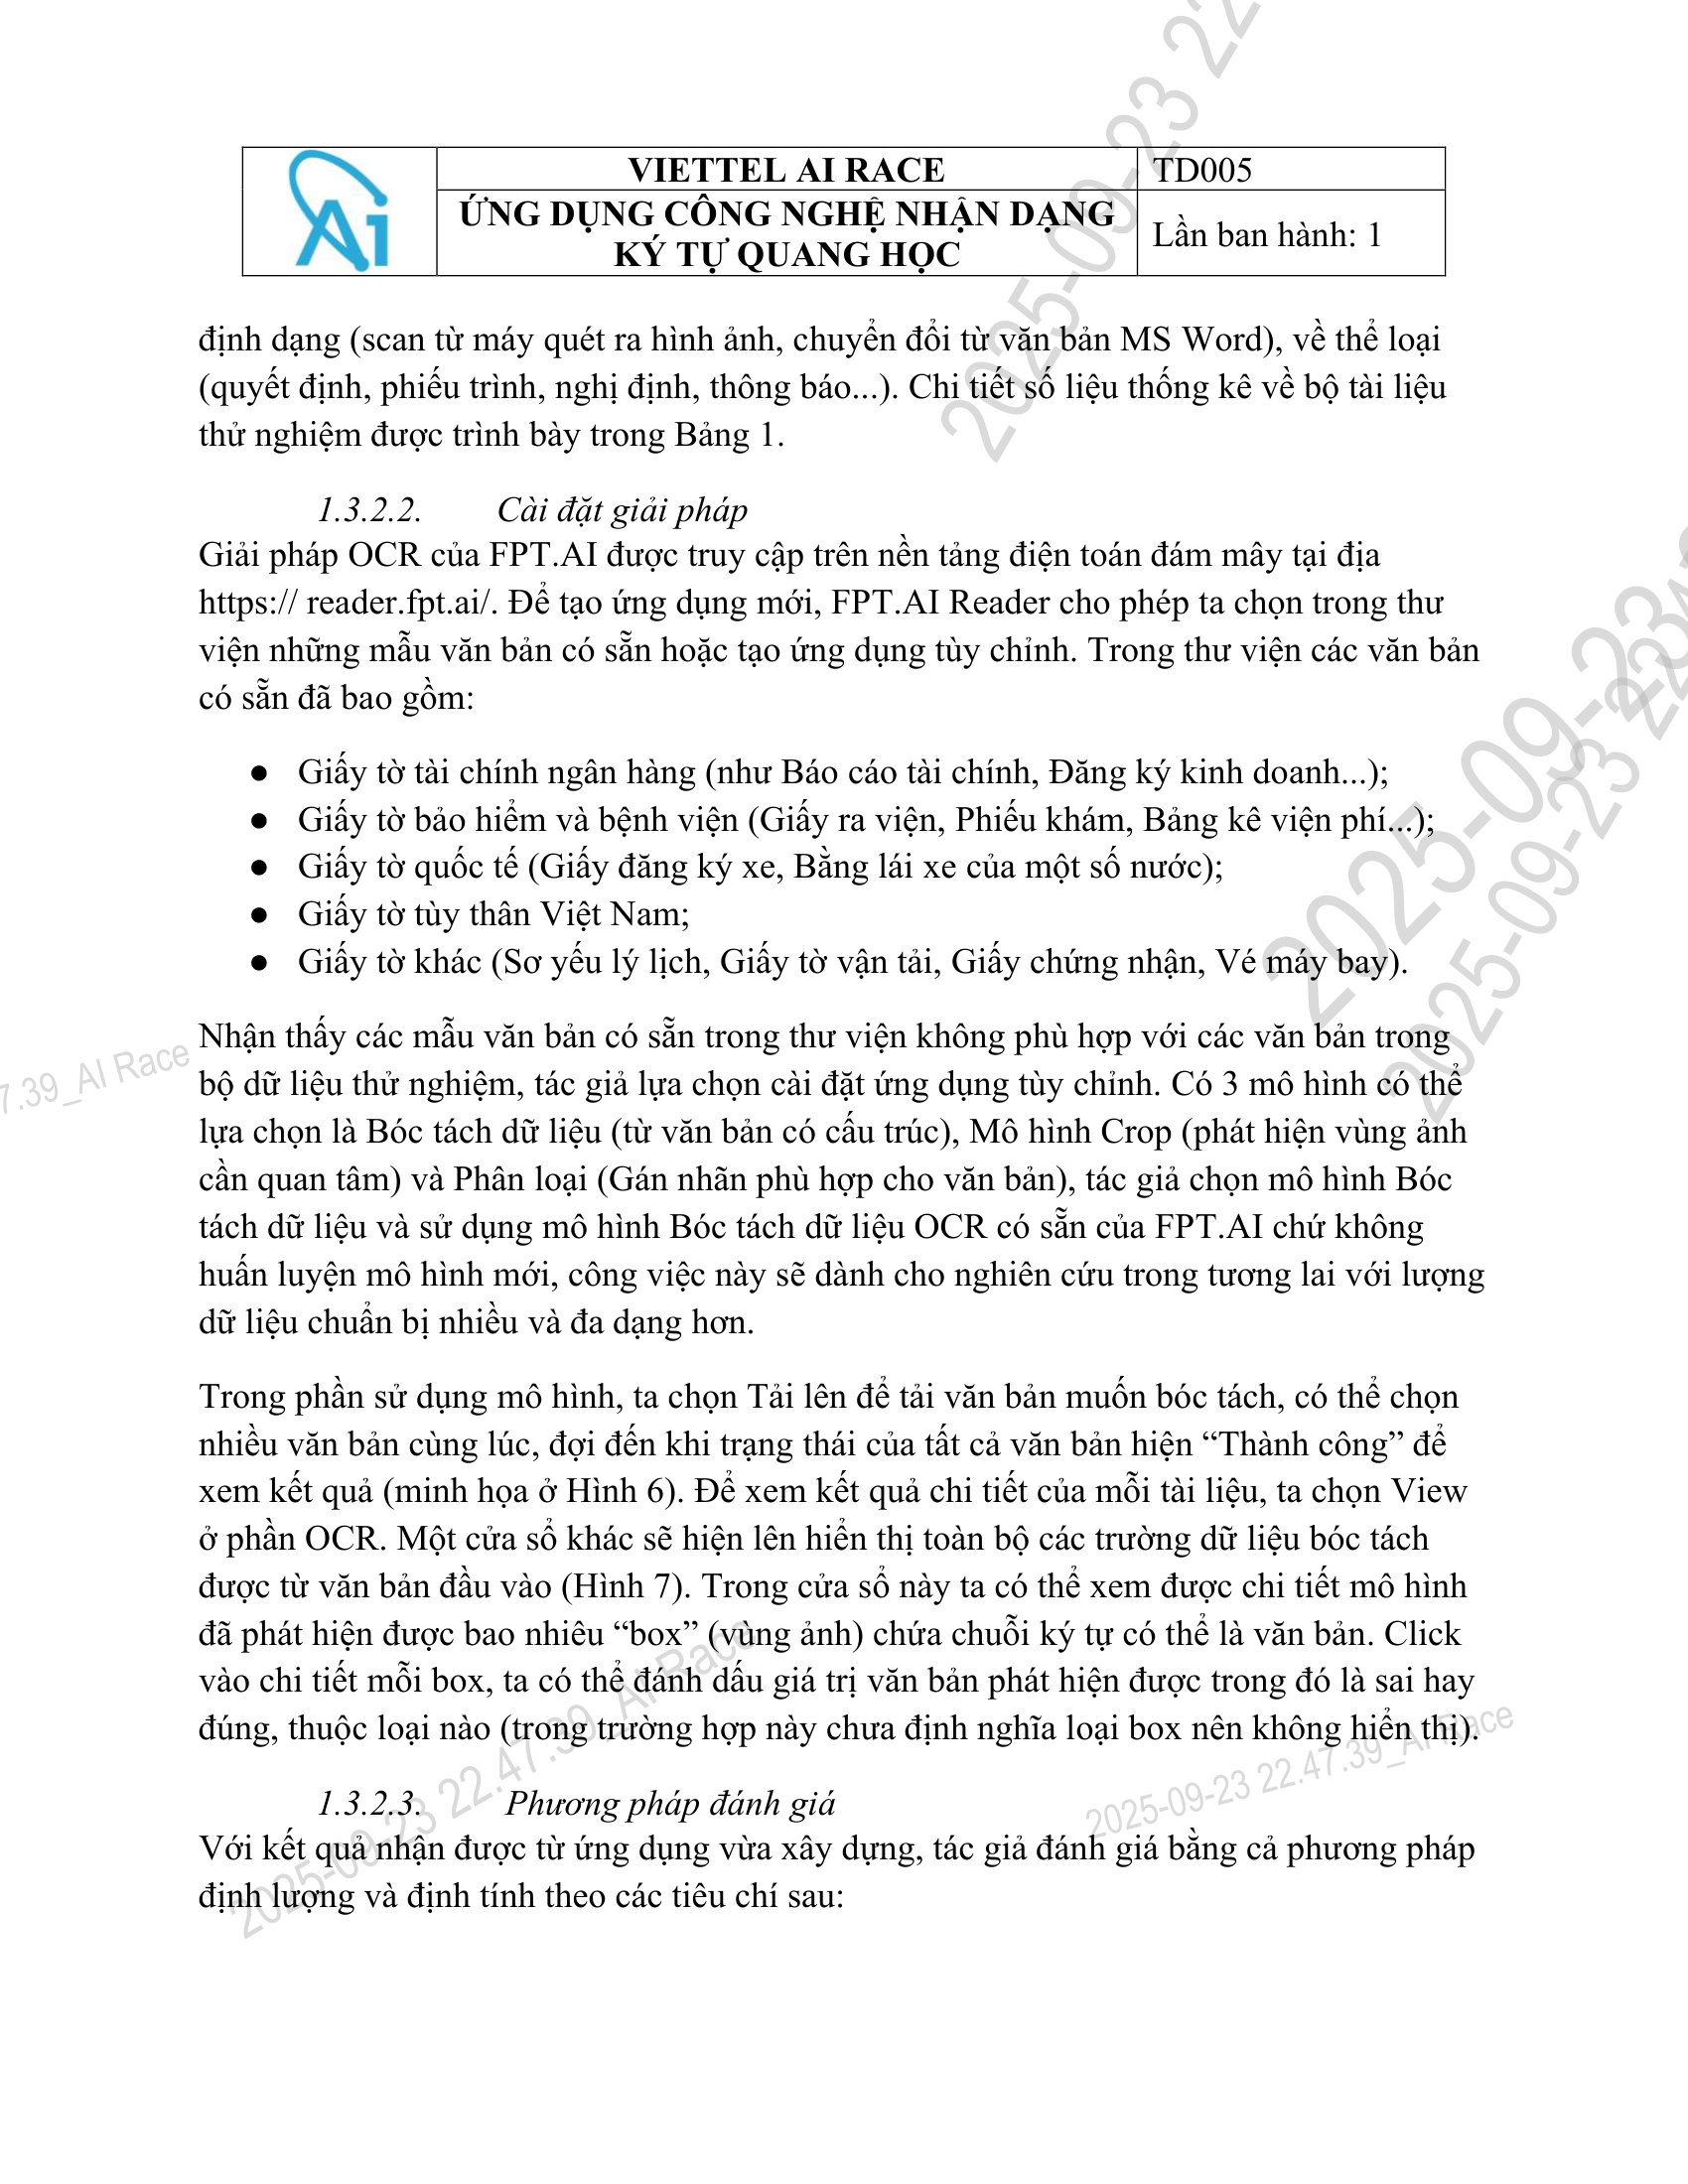 Ai
VIETTEL AI RACE
TD005
ỨNG DỤNG CÔNG NGHỆ NHẬN DẠNG
KÝ TỰ QUANG HỌC
Lần ban hành: 1
định dạng (scan từ máy quét ra hình ảnh, chuyển đổi từ văn bản MS Word), về thể loại
(quyết định, phiếu trình, nghị định, thông báo...). Chi tiết số liệu thống kê về bộ tài liệu
thử nghiệm được trình bày trong Bảng 1.
1.3.2.2. Cài đặt giải pháp
Giải pháp OCR của FPT.AI được truy cập trên nền tảng điện toán đám mây tại địa
https:// reader.fpt.ai/. Để tạo ứng dụng mới, FPT.AI Reader cho phép ta chọn trong thư
viện những mẫu văn bản có sẵn hoặc tạo ứng dụng tùy chỉnh. Trong thư viện các văn bản
có sẵn đã bao gồm:
● Giấy tờ tài chính ngân hàng (như Báo cáo tài chính, Đăng ký kinh doanh...);
● Giấy tờ bảo hiểm và bệnh viện (Giấy ra viện, Phiếu khám, Bảng kê viện phí...);
● Giấy tờ quốc tế (Giấy đăng ký xe, Bằng lái xe của một số nước);
● Giấy tờ tùy thân Việt Nam;
● Giấy tờ khác (Sơ yếu lý lịch, Giấy tờ vận tải, Giấy chứng nhận, Vé máy bay).
Nhận thấy các mẫu văn bản có sẵn trong thư viện không phù hợp với các văn bản trong
bộ dữ liệu thử nghiệm, tác giả lựa chọn cài đặt ứng dụng tùy chỉnh. Có 3 mô hình có thể
lựa chọn là Bóc tách dữ liệu (từ văn bản có cấu trúc), Mô hình Crop (phát hiện vùng ảnh
cần quan tâm) và Phân loại (Gán nhãn phù hợp cho văn bản), tác giả chọn mô hình Bóc
tách dữ liệu và sử dụng mô hình Bóc tách dữ liệu OCR có sẵn của FPT.AI chứ không
huấn luyện mô hình mới, công việc này sẽ dành cho nghiên cứu trong tương lai với lượng
dữ liệu chuẩn bị nhiều và đa dạng hơn.
Trong phần sử dụng mô hình, ta chọn Tải lên để tải văn bản muốn bóc tách, có thể chọn
nhiều văn bản cùng lúc, đợi đến khi trạng thái của tất cả văn bản hiện “Thành công” để
xem kết quả (minh họa ở Hình 6). Để xem kết quả chi tiết của mỗi tài liệu, ta chọn View
ở phần OCR. Một cửa sổ khác sẽ hiện lên hiển thị toàn bộ các trường dữ liệu bóc tách
được từ văn bản đầu vào (Hình 7). Trong cửa sổ này ta có thể xem được chi tiết mô hình
đã phát hiện được bao nhiêu “box” (vùng ảnh) chứa chuỗi ký tự có thể là văn bản. Click
vào chi tiết mỗi box, ta có thể đánh dấu giá trị văn bản phát hiện được trong đó là sai hay
đúng, thuộc loại nào (trong trường hợp này chưa định nghĩa loại box nên không hiển thị).
1.3.2.3. Phương pháp đánh giá
Với kết quả nhận được từ ứng dụng vừa xây dựng, tác giả đánh giá bằng cả phương pháp
định lượng và định tính theo các tiêu chí sau:
2025-09-23 22
2025-09-23
2025-09-23 22
7.39_AI Race
2025-09-23 22.47.39_AI Race
2025-09-23 22.47.39_AI Race